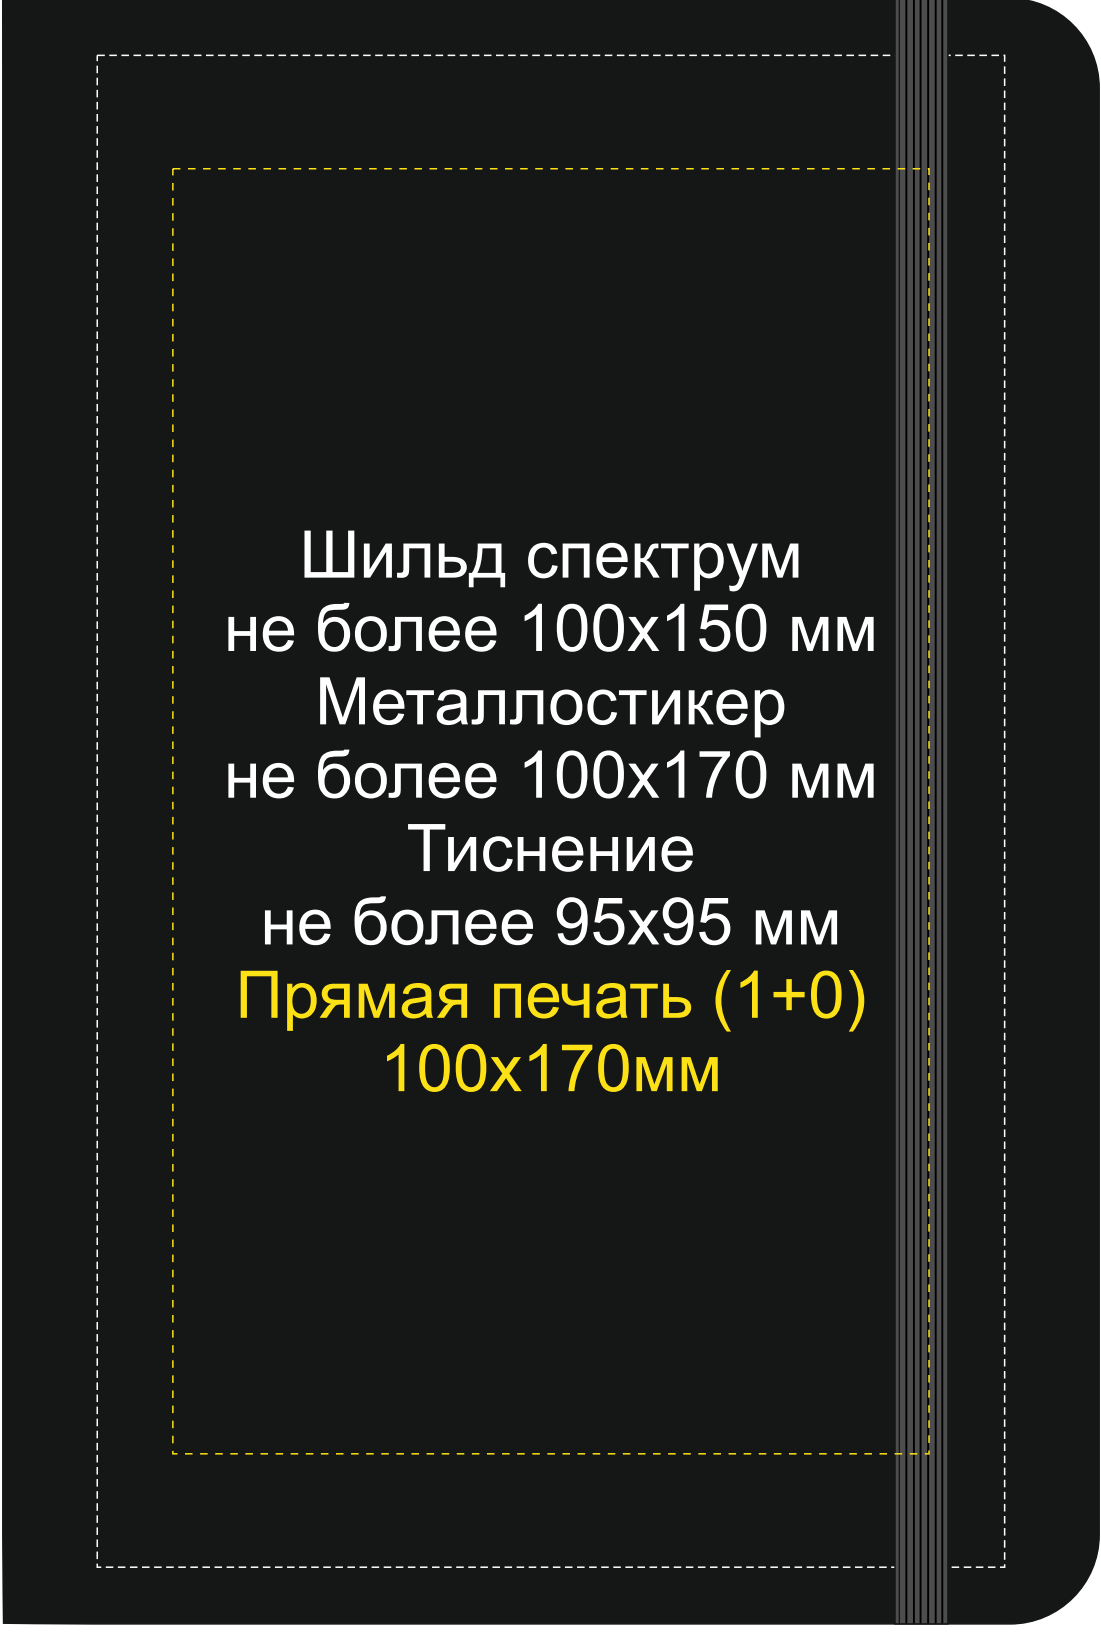 Шильд спектрум
не более 100х150 мм
Металлостикер
не более 100х170 мм
Тиснение
не более 95х95 мм
Прямая печать (1+0)
100х170мм